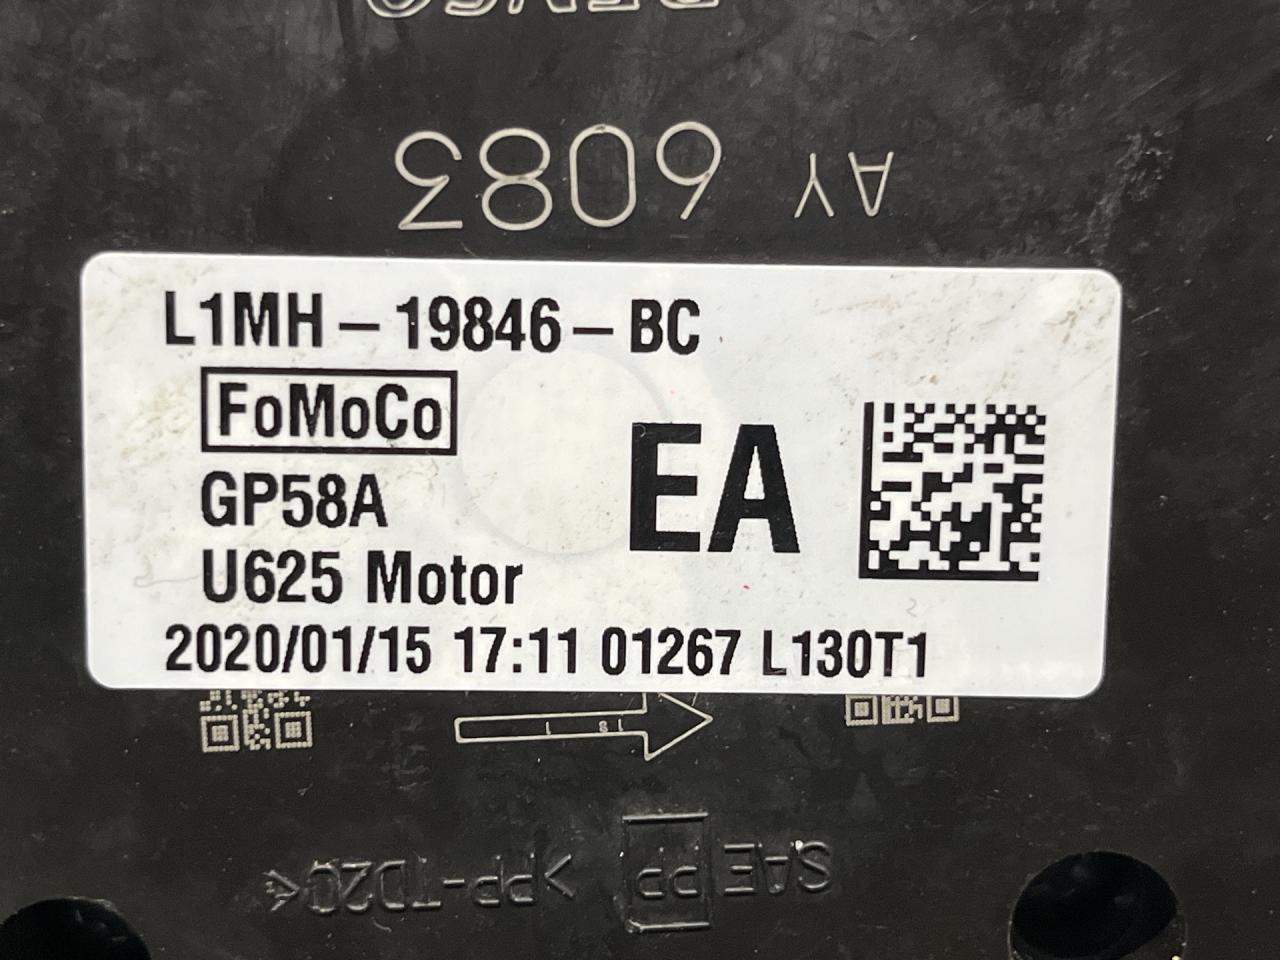 DENSO
AY 6083
L1MH-19846-BC
FoMoCo
GP58A
EA
U625 Motor
2020/01/15 17:11 01267 L130T1
SAE PP >PP-TD20<